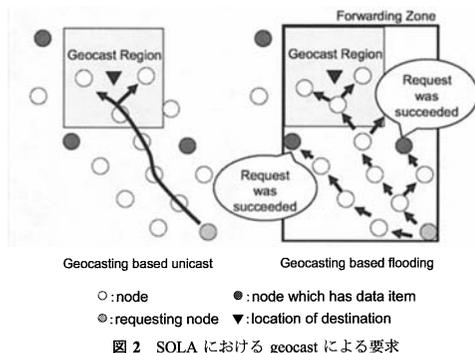 Forwarding Zone
Geocast Region
Geocast Region
Request
was
succeeded
Request
was
succeeded
Geocasting based unicast
Geocasting based flooding
○:node
●:node which has data item
◎:requesting node
▼:location of destination
図 2 SOLA における geocast による要求